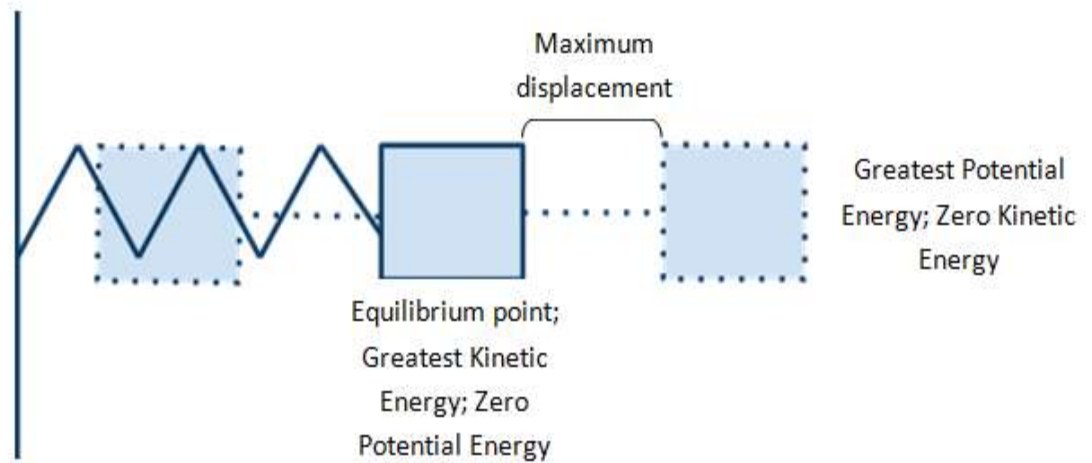 Maximum
displacement
Greatest Potential
Energy; Zero Kinetic
Energy
Equilibrium point;
Greatest Kinetic
Energy; Zero
Potential Energy